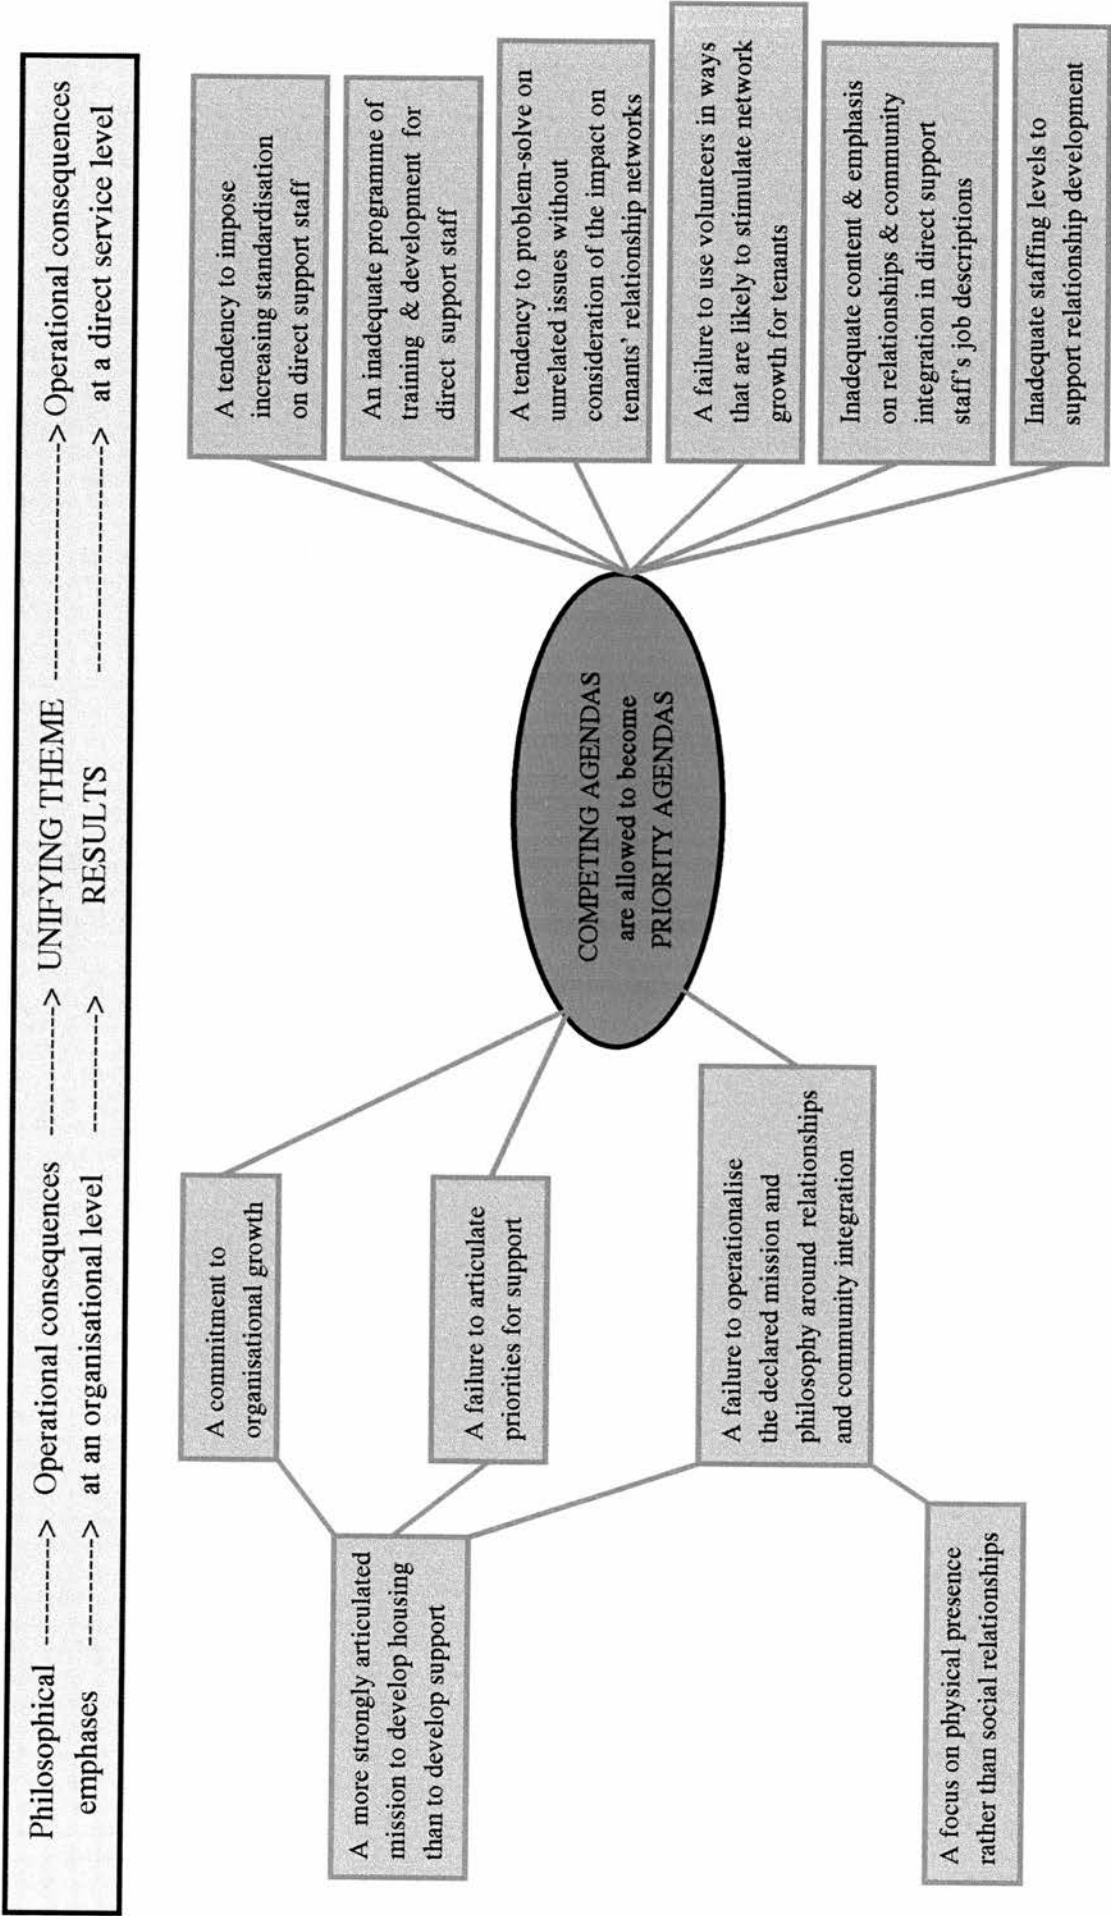 Philosophical -----------> Operational consequences -----------> UNIFYING THEME ---------------------> Operational consequences
emphases -----------> at an organisational level -----------> RESULTS ---------------------> at a direct service level
A more strongly articulated
mission to develop housing
than to develop support
A focus on physical presence
rather than social relationships
A commitment to
organisational growth
A failure to articulate
priorities for support
A failure to operationalise
the declared mission and
philosophy around relationships
and community integration
COMPETING AGENDAS
are allowed to become
PRIORITY AGENDAS
A tendency to impose
increasing standardisation
on direct support staff
An inadequate programme of
training & development for
direct support staff
A tendency to problem-solve on
unrelated issues without
consideration of the impact on
tenants' relationship networks
A failure to use volunteers in ways
that are likely to stimulate network
growth for tenants
Inadequate content & emphasis
on relationships & community
integration in direct support
staff's job descriptions
Inadequate staffing levels to
support relationship development